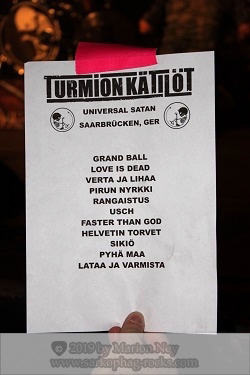 TURMION KÄTILÖT
UNIVERSAL SATAN
SAARBRÜCKEN, GER
GRAND BALL
LOVE IS DEAD
VERTA JA LIHAA
PIRUN NYRKKI
RANGAISTUS
USCH
FASTER THAN GOD
HELVETIN TORVET
SIKIÖ
PYHÄ MAA
LATAA JA VARMISTA
© 2019 by Marion Ney
www.sarkophag-rocks.com